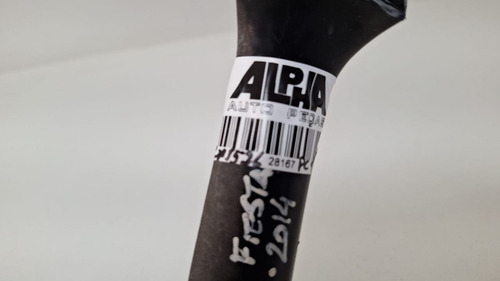 ALPHA
AUTO PEÇAS
28167
FIESTA
.2014